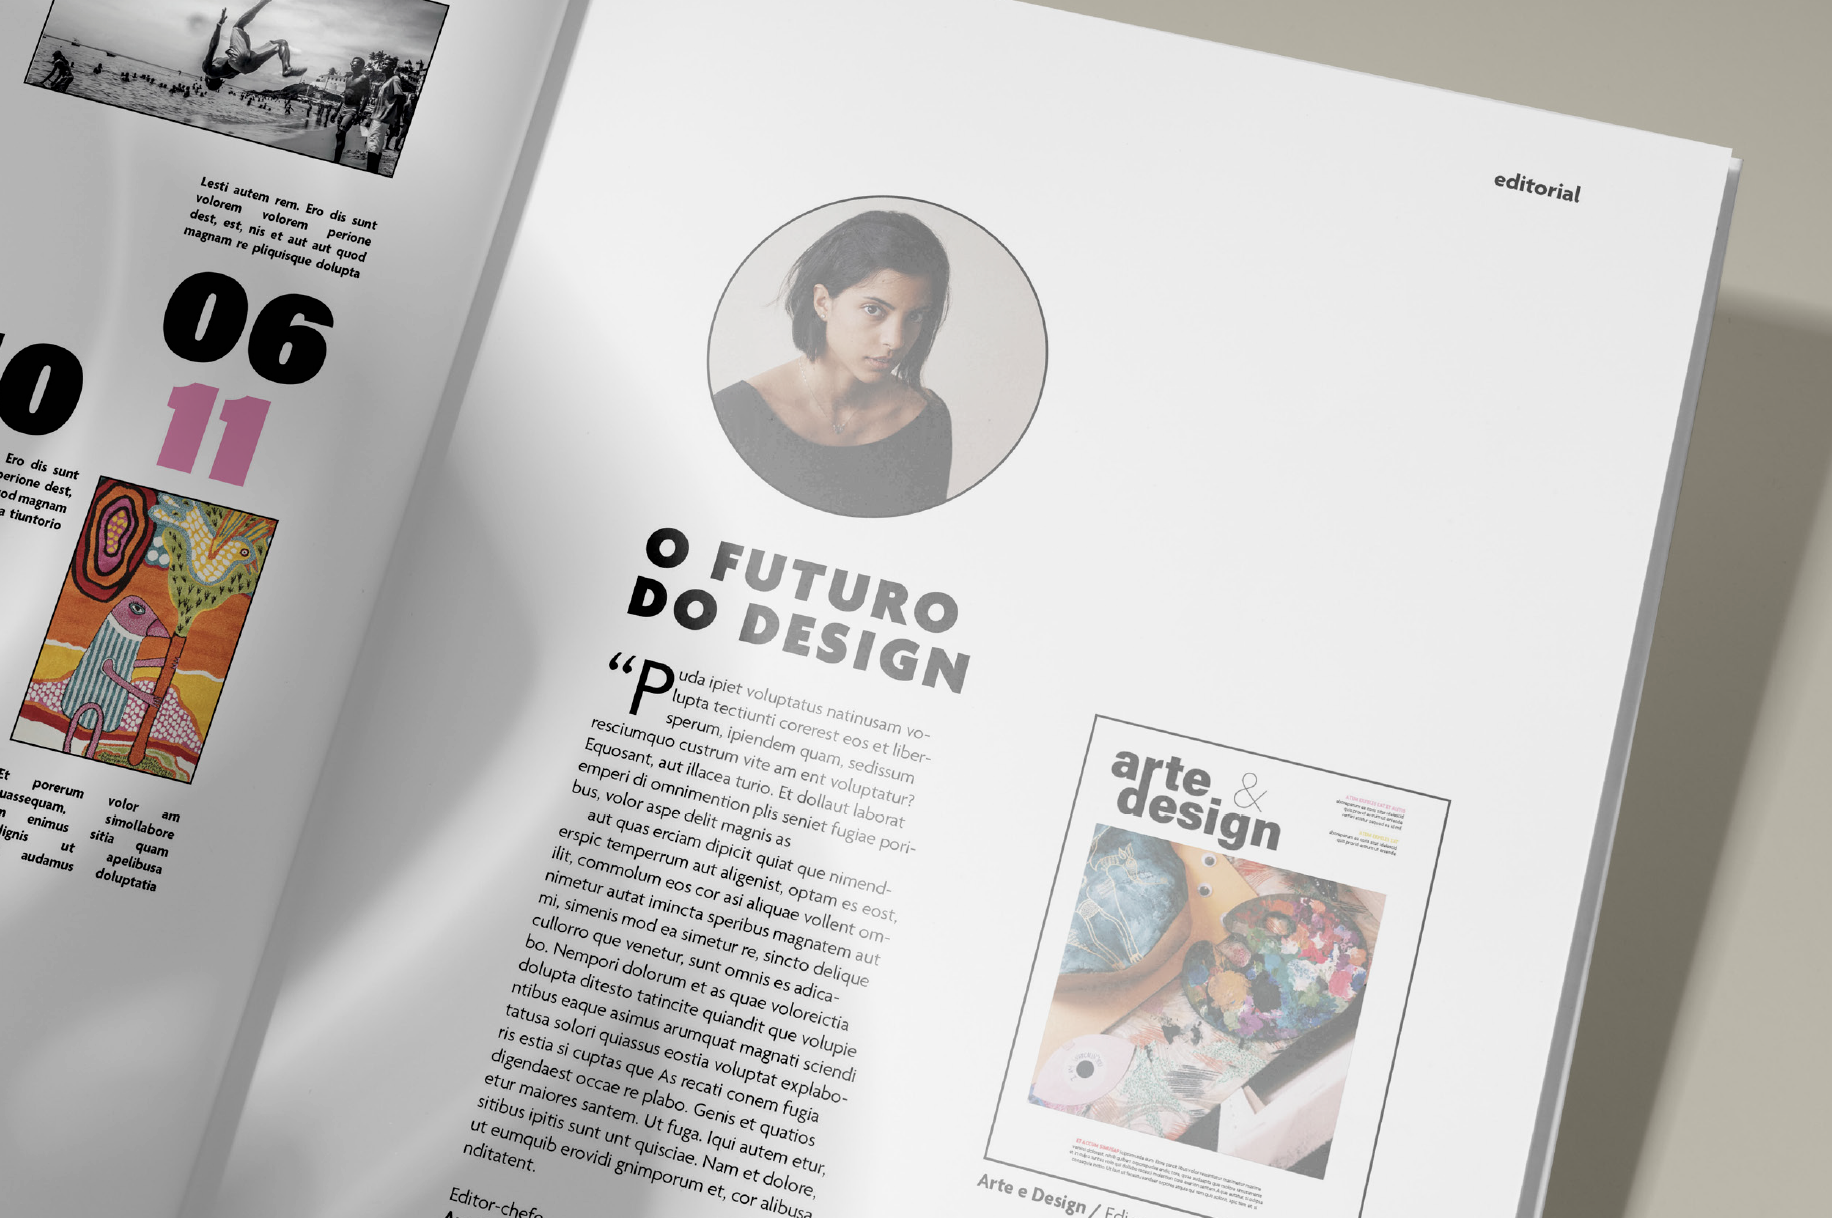 Lesti autem rem. Ero dis sunt
volorem volorem perione
dest, est, nis et aut aut quod
magnam re pliquisque dolupta
06
11
10
Ero dis sunt
perione dest,
magnam
a tiuntorio
Et porerum volor am
simollabore
enimus sitia quam
ut apelibusa
audamus doluptatia
editorial
O FUTURO
DO DESIGN
“Puda ipiet voluptatus natinusam vo-
lupta tectiunti corerest eos et liber-
sperum, ipiendem quam, sedissum
resciumquo custrum vite am ent voluptatur?
Equosant, aut illacea turio. Et dollaut laborat
emperi di omnimention plis seniet fugiae pori-
bus, volor aspe delit magnis as
aut quas erciam dipicit quiat que nimend-
erspic temperrum aut aligenist, optam es eost,
ilit, commolum eos cor asi aliquae vollent om-
nimetur autat imincta speribus magnatem aut
mi, simenis mod ea simetur re, sincto delique
cullorro que venetur, sunt omnis es adica-
bo. Nempori dolorum et as quae voloreictia
dolupta ditesto tatincite quiandit que volupie
ntibus eaque asimus arumquat magnati sciendi
tatusa solori quiassus eostia voluptat explabo-
ris estia si cuptas que As recati conem fugia
digendaest occae re plabo. Genis et quatios
etur maiores santem. Ut fuga. Iqui autem etur,
sitibus ipitis sunt unt quisciae. Nam et dolore,
ut eumquib erovidi gnimporum et, cor alibusa
nditatent.
Editor-chefe
arte &
design
Arte e Design / Edi